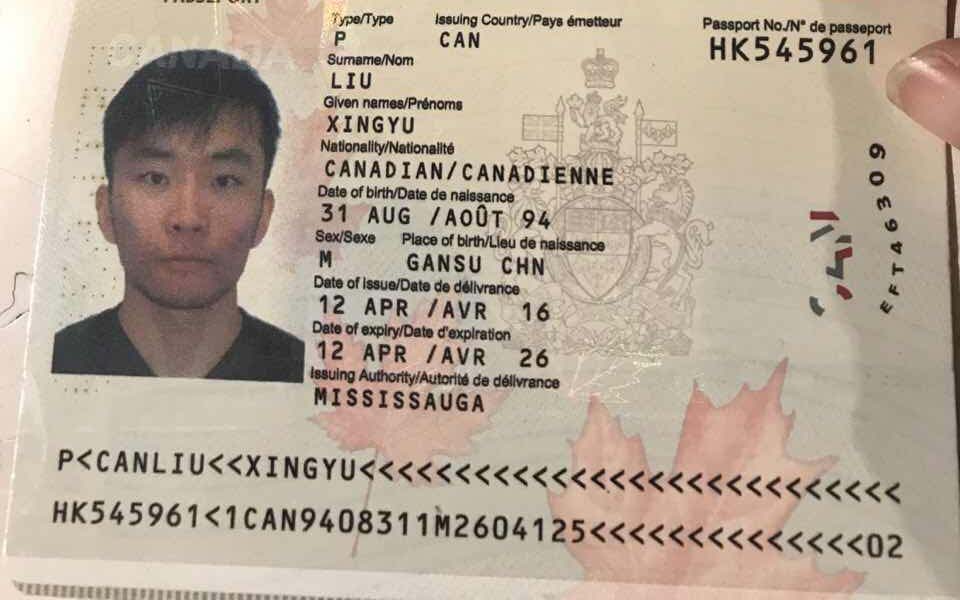 PASSEPORT
CANADA
Type/Type Issuing Country/Pays émetteur Passport No./N° de passeport
P CAN HK545961
Surname/Nom
LIU
Given names/Prénoms
XINGYU
Nationality/Nationalité
CANADIAN/CANADIENNE
Date of birth/Date de naissance
31 AUG /AOÛT 94
Sex/Sexe Place of birth/Lieu de naissance
M GANSU CHN
Date of issue/Date de délivrance
12 APR /AVR 16
Date of expiry/Date d'expiration
12 APR /AVR 26
Issuing Authority/Autorité de délivrance
MISSISSAUGA
EFT46309
CAN
P<CANLIU<<XINGYU<<<<<<<<<<<<<<<<<<<<<<<<<<<<
HK545961<1CAN9408311M2604125<<<<<<<<<<<<<<02